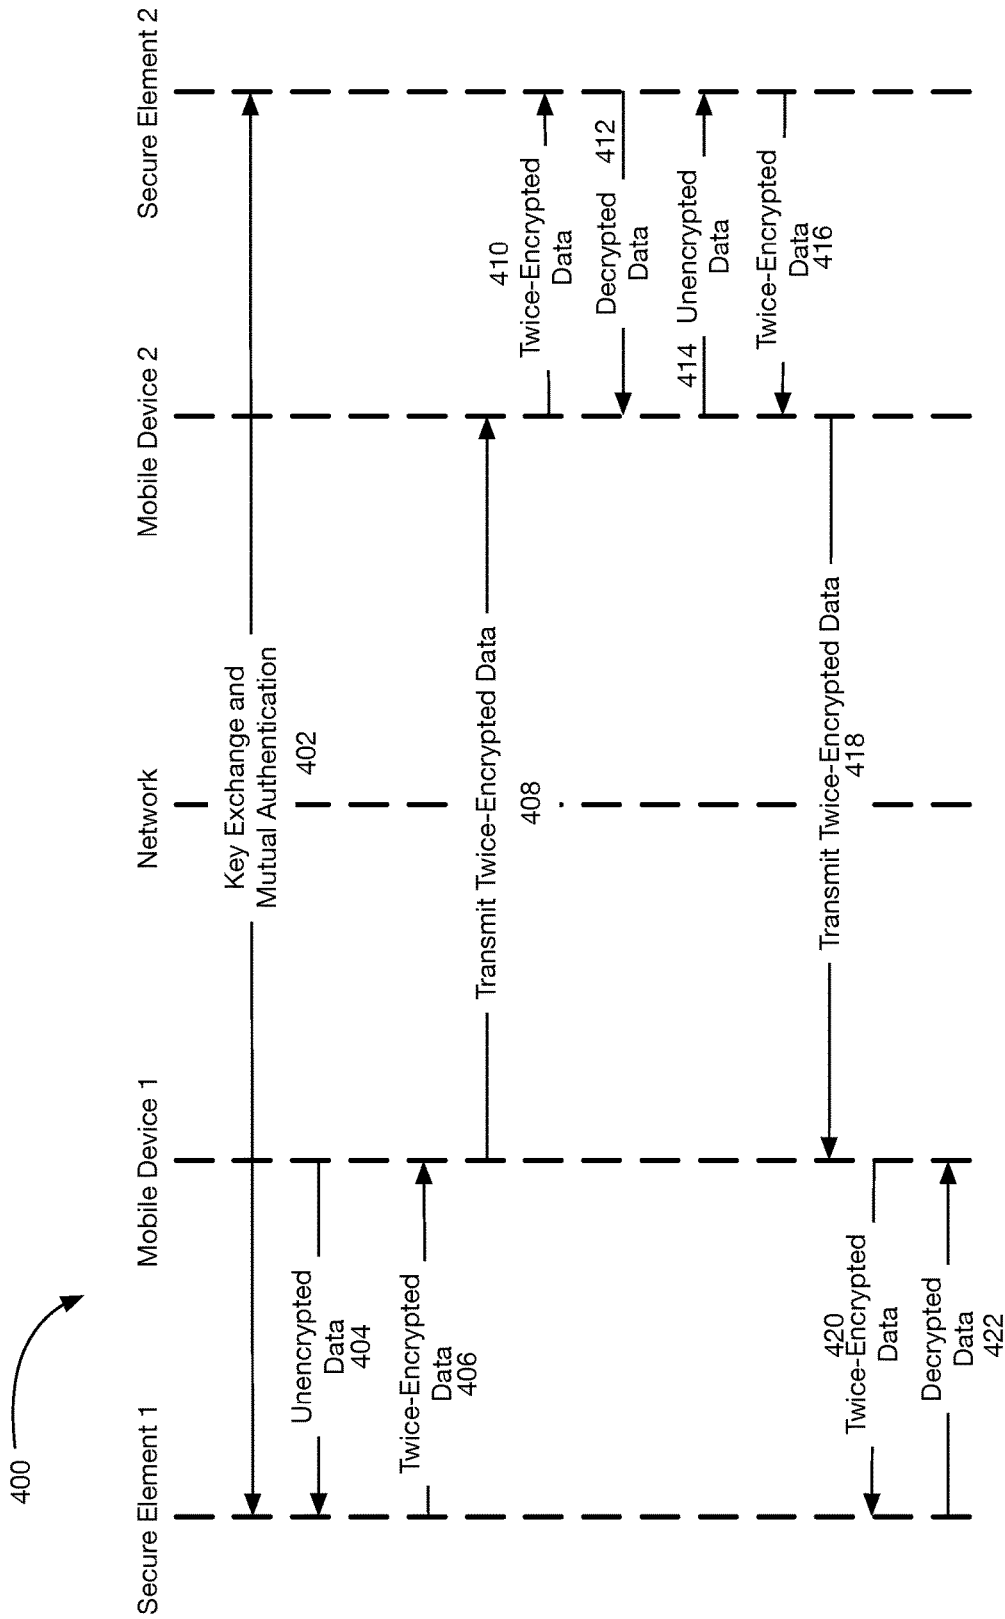 400
Secure Element 1
Mobile Device 1
Network
Mobile Device 2
Secure Element 2
Key Exchange and
Mutual Authentication
402
Unencrypted
Data
404
Twice-Encrypted
Data
406
Transmit Twice-Encrypted Data
408
410
Twice-Encrypted
Data
412
Decrypted
Data
414
Unencrypted
Data
Twice-Encrypted
Data
416
Transmit Twice-Encrypted Data
418
420
Twice-Encrypted
Data
Decrypted
Data
422